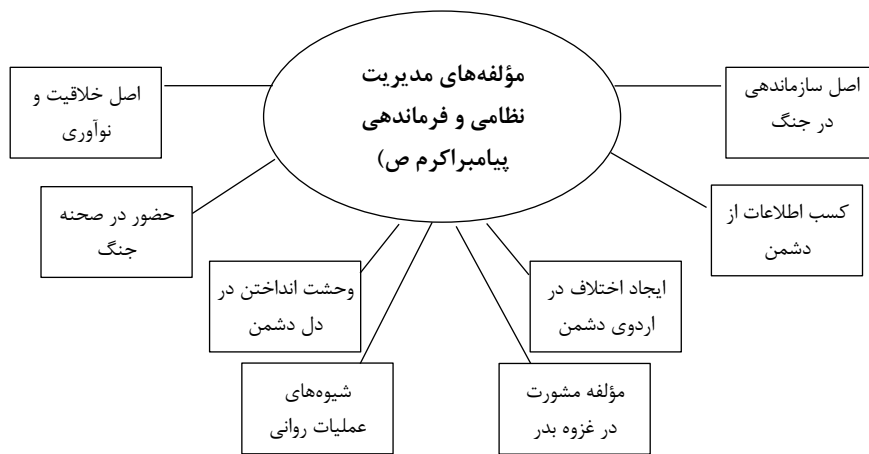 مؤلفه‌های مدیریت
نظامی و فرماندهی
پیامبراکرم ص)
اصل سازماندهی
در جنگ
اصل خلاقیت و
نوآوری
کسب اطلاعات از
دشمن
حضور در صحنه
جنگ
ایجاد اختلاف در
اردوی دشمن
وحشت انداختن در
دل دشمن
مؤلفه مشورت
در غزوه بدر
شیوه‌های
عملیات روانی